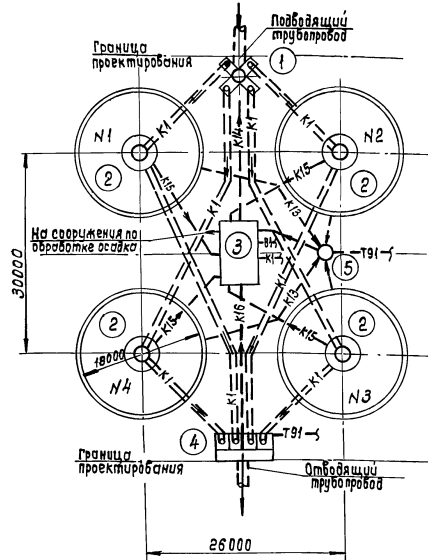 Подводящий
трубопровод
Граница
проектирования
1
К1
К1
К14
К1
N1
N2
2
2
К15
К15
К13
К1
На сооружения по
обработке осадка
3
В1
К1
Т91
5
30000
К13
К16
К15
К15
2
2
18000
N4
N3
К1
К1
К1
Т91
4
Граница
проектирования
Отводящий
трубопровод
26000